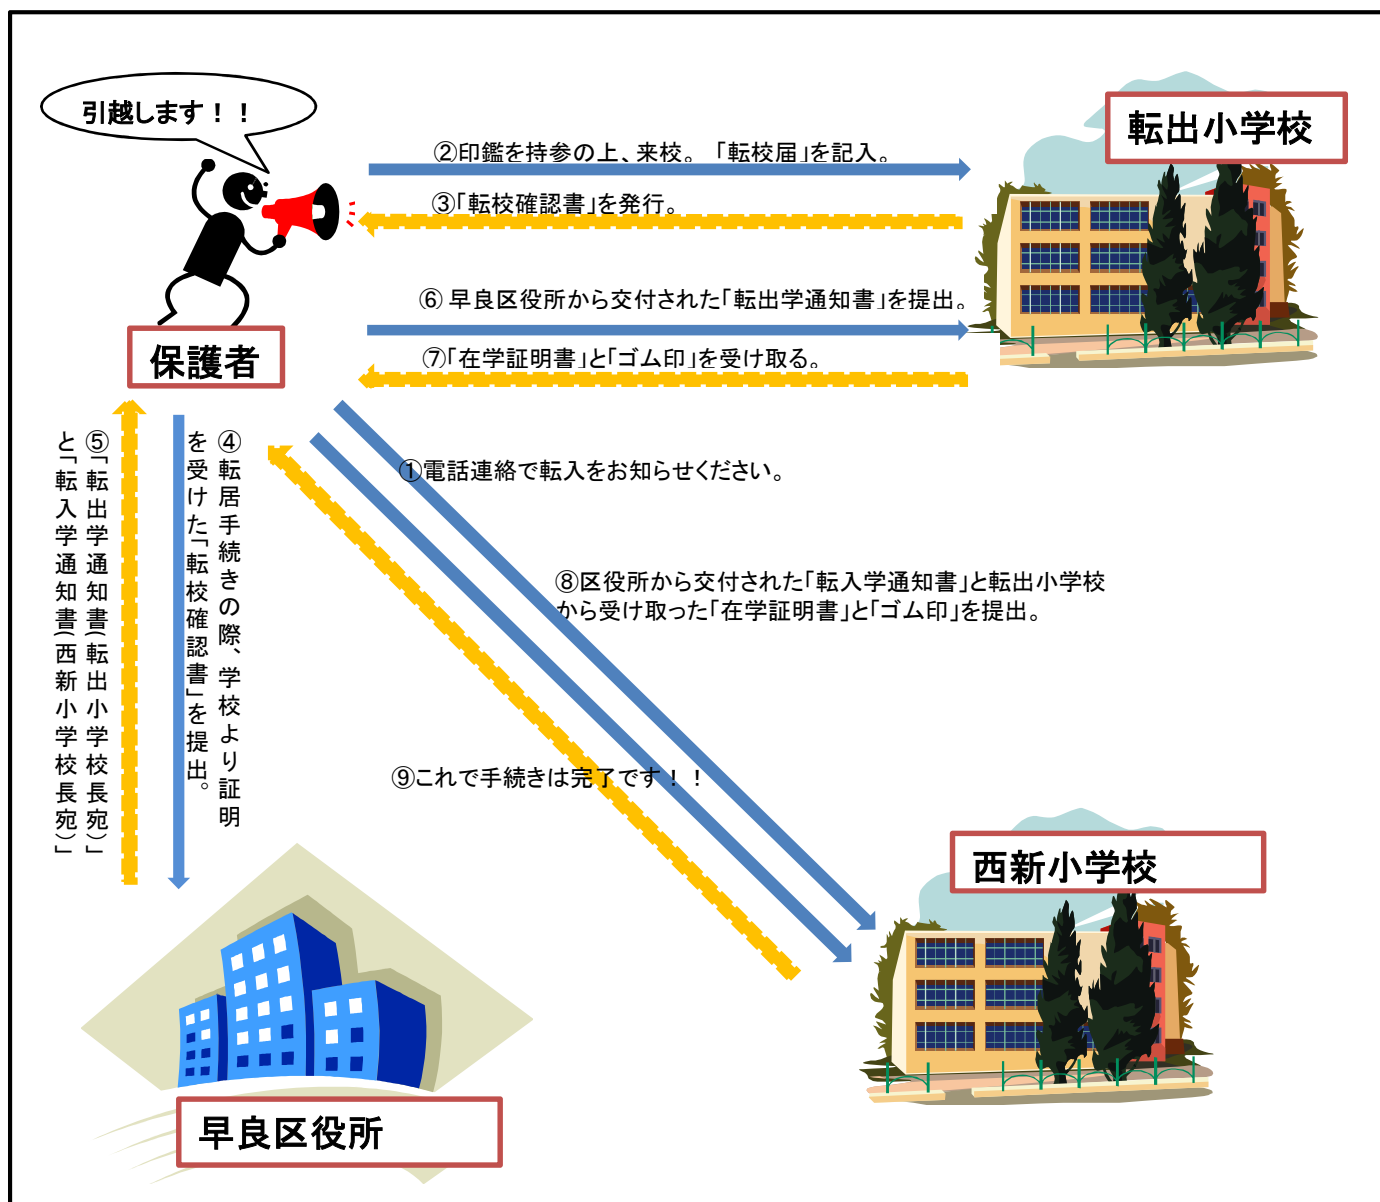 引越します！！
転出小学校
②印鑑を持参の上、来校。 「転校届」を記入。
③「転校確認書」を発行。
⑥ 早良区役所から交付された「転出学通知書」を提出。
⑦「在学証明書」と「ゴム印」を受け取る。
保護者
①電話連絡で転入をお知らせください。
④転居手続きの際、学校より証明
を受けた「転校確認書」を提出。
⑤「転出学通知書(転出小学校長宛)」
と「転入学通知書(西新小学校長宛)」
⑧区役所から交付された「転入学通知書」と転出小学校
から受け取った「在学証明書」と「ゴム印」を提出。
⑨これで手続きは完了です！！
西新小学校
早良区役所